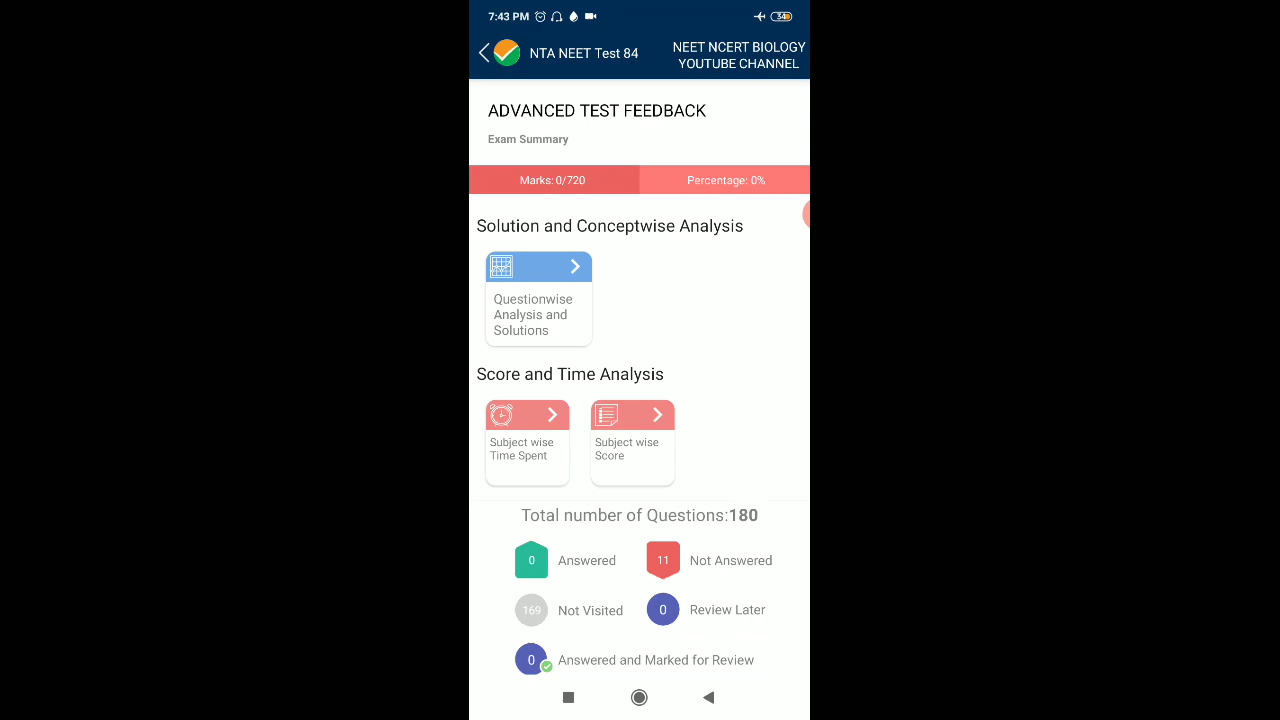 7:43 PM
34
NTA NEET Test 84
NEET NCERT BIOLOGY
YOUTUBE CHANNEL
ADVANCED TEST FEEDBACK
Exam Summary
Marks: 0/720
Percentage: 0%
Solution and Conceptwise Analysis
Questionwise
Analysis and
Solutions
Score and Time Analysis
Subject wise
Time Spent
Subject wise
Score
Total number of Questions:180
0 Answered
11 Not Answered
169 Not Visited
0 Review Later
0 Answered and Marked for Review